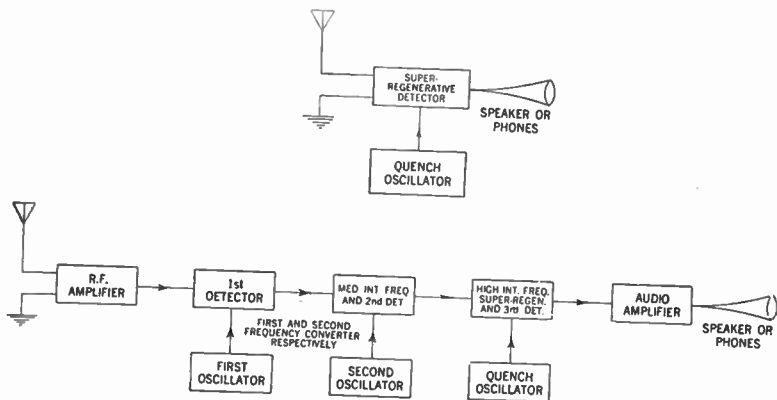 SUPER-
REGENERATIVE
DETECTOR
SPEAKER OR
PHONES
QUENCH
OSCILLATOR
R.F.
AMPLIFIER
1st
DETECTOR
MED INT FREQ
AND 2nd DET
HIGH INT. FREQ.
SUPER-REGEN.
AND 3rd DET.
AUDIO
AMPLIFIER
SPEAKER OR
PHONES
FIRST AND SECOND
FREQUENCY CONVERTER
RESPECTIVELY
FIRST
OSCILLATOR
SECOND
OSCILLATOR
QUENCH
OSCILLATOR